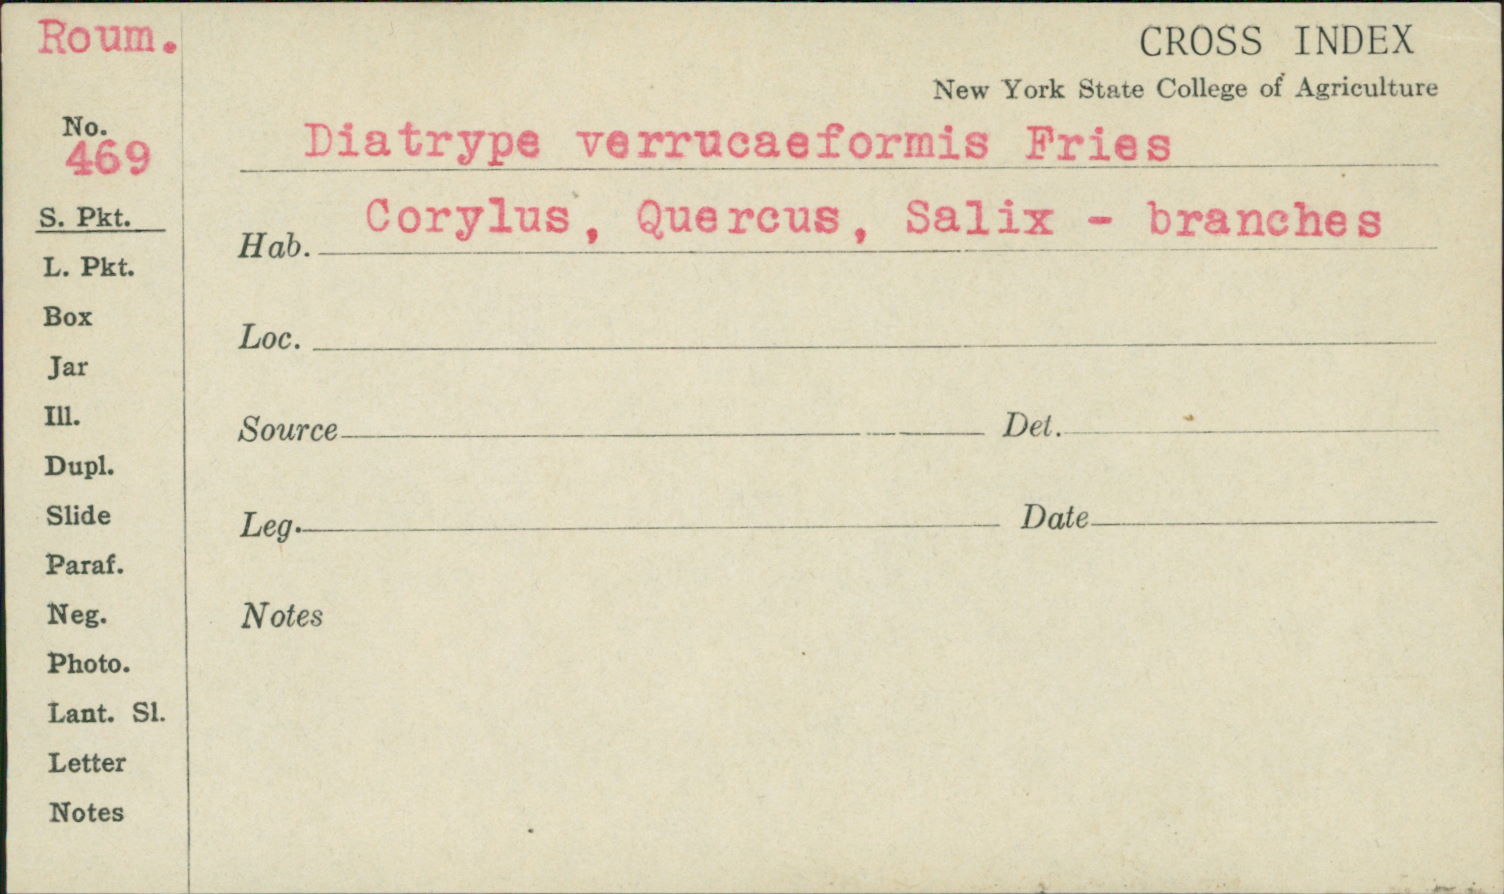 Roum.
CROSS INDEX
New York State College of Agriculture
No.
469
Diatrype verrucaeformis Fries
S. Pkt.
Hab. Corylus, Quercus, Salix - branches
L. Pkt.
Box
Loc.
Jar
Ill.
Source Det.
Dupl.
Slide
Leg. Date
Paraf.
Neg.
Notes
Photo.
Lant. Sl.
Letter
Notes